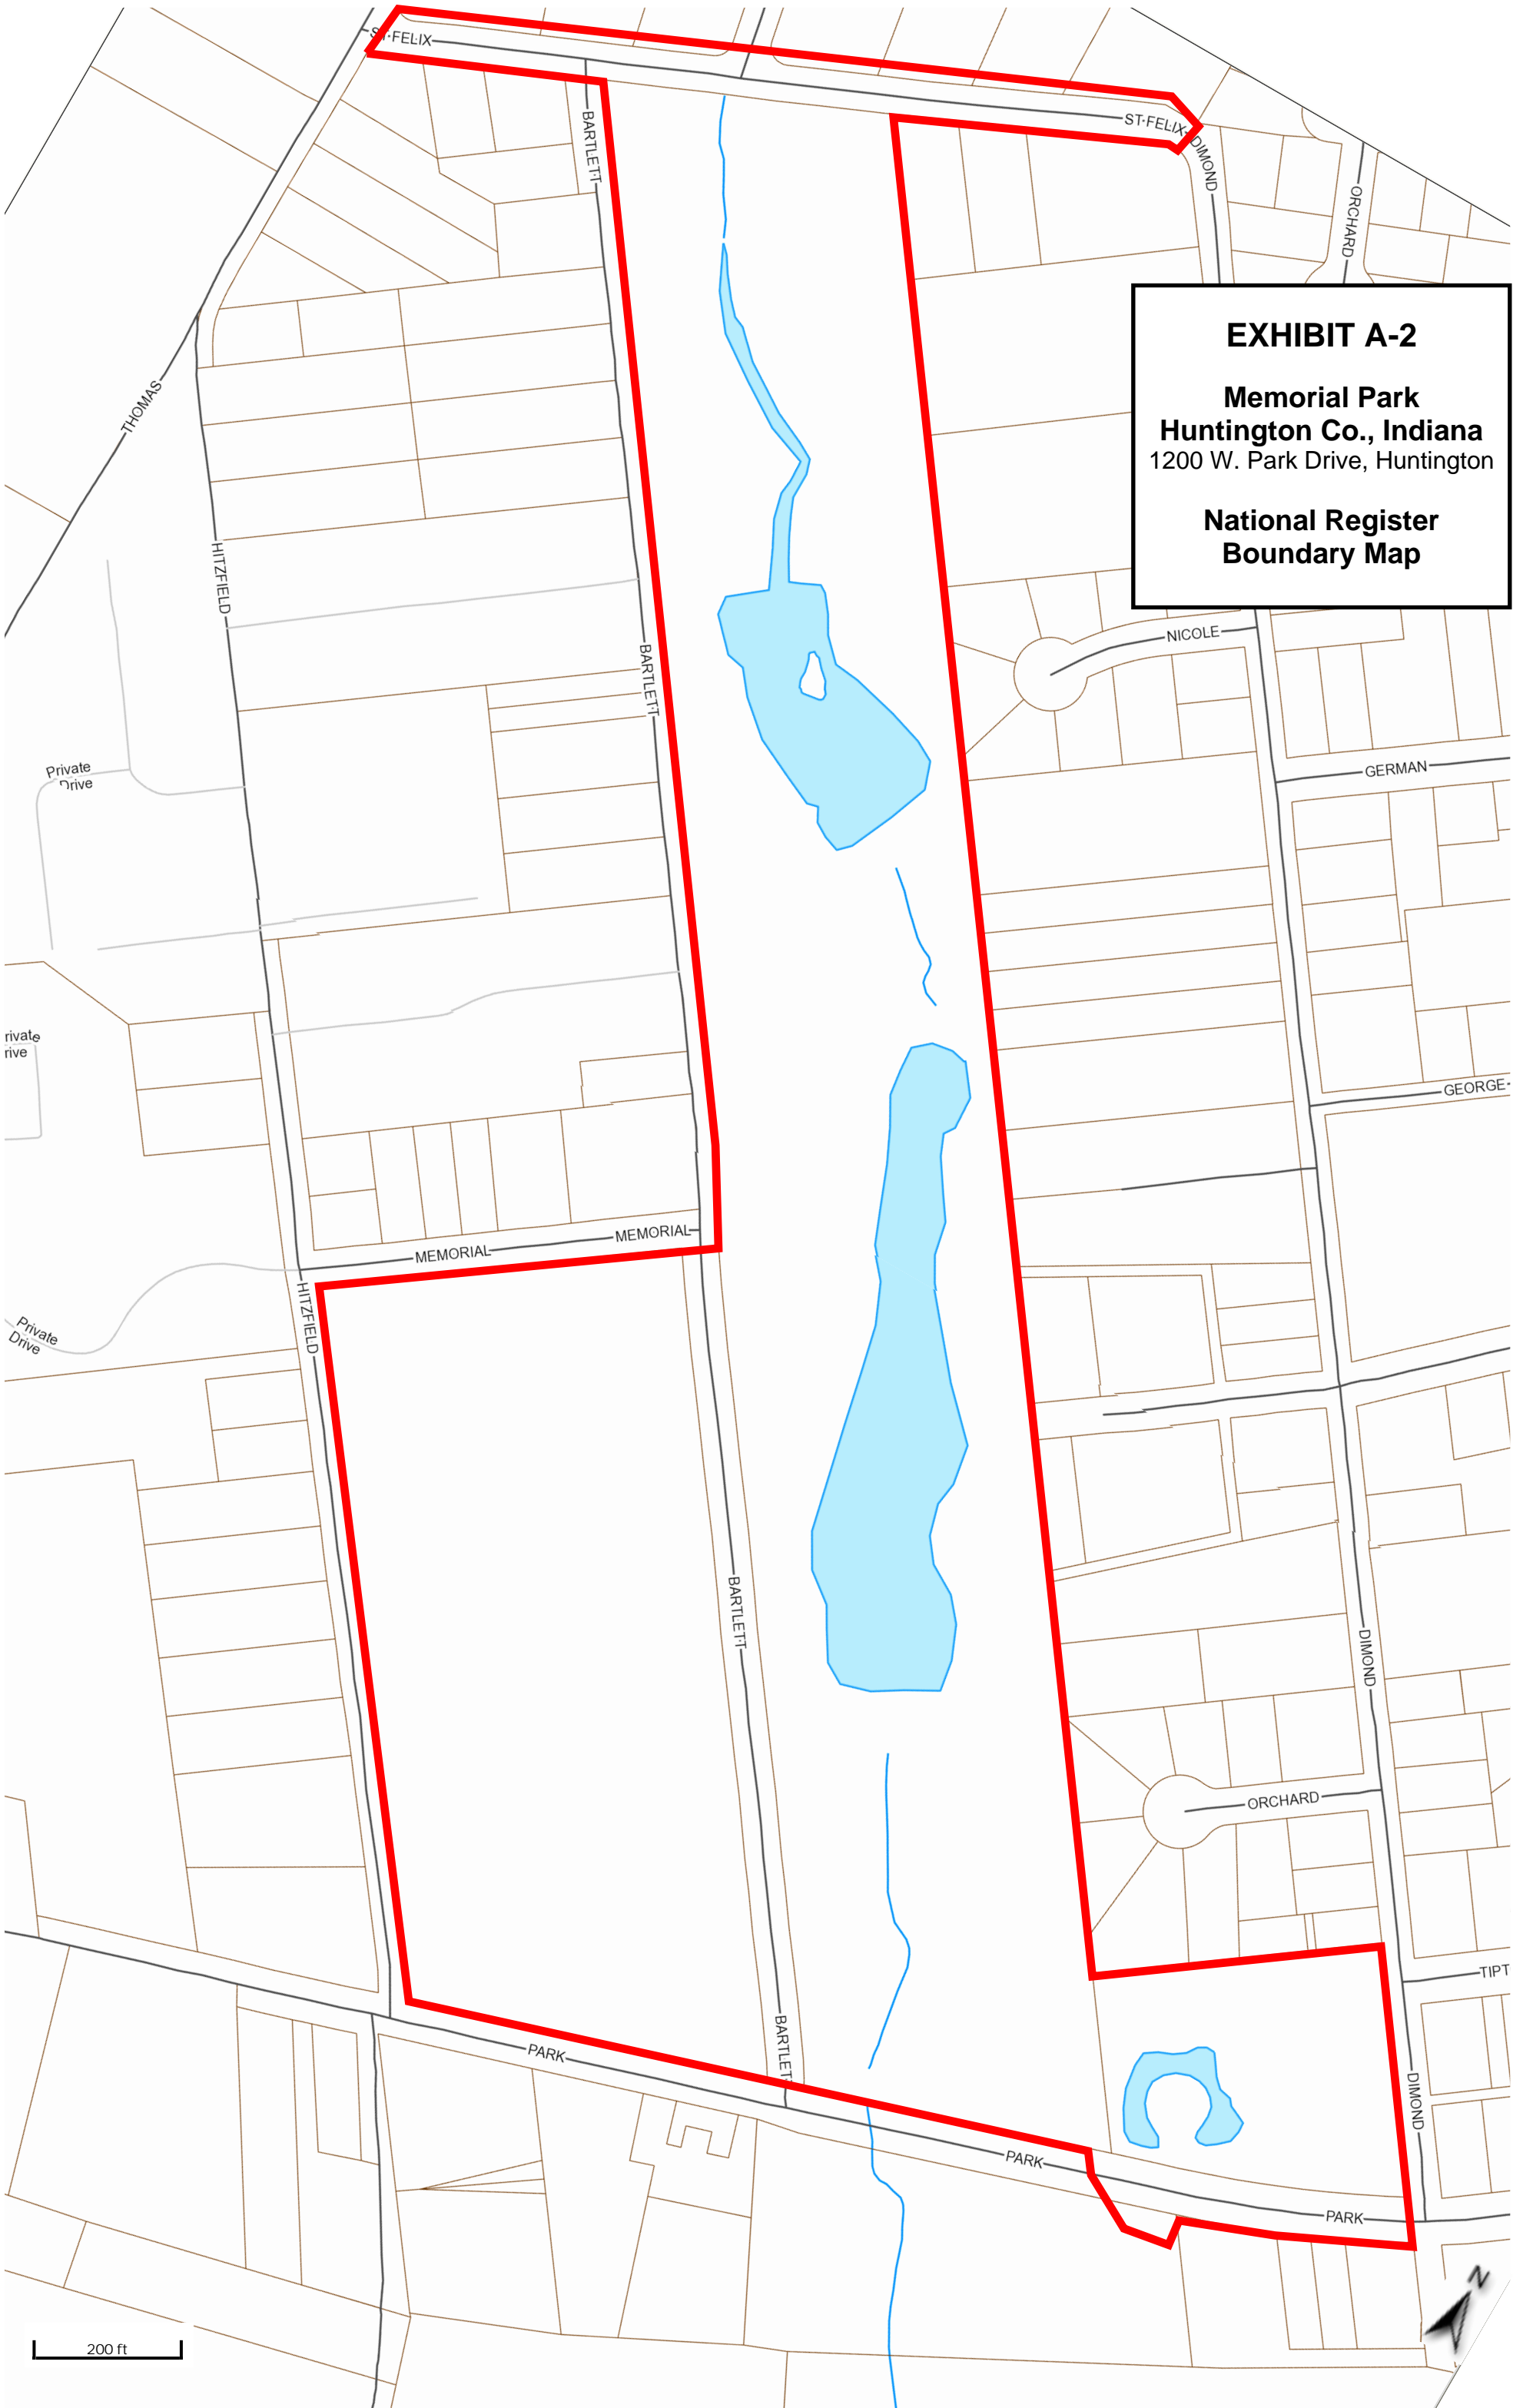 ST FELIX
ST FELIX
BARTLETT
DIMOND
ORCHARD
EXHIBIT A-2
Memorial Park
Huntington Co., Indiana
1200 W. Park Drive, Huntington
National Register
Boundary Map
THOMAS
HITZFIELD
NICOLE
BARTLETT
GERMAN
Private
Drive
rivate
rive
GEORGE
MEMORIAL
MEMORIAL
HITZFIELD
Private
Drive
BARTLETT
DIMOND
ORCHARD
TIPT
BARTLETT
PARK
DIMOND
PARK
PARK
N
200 ft